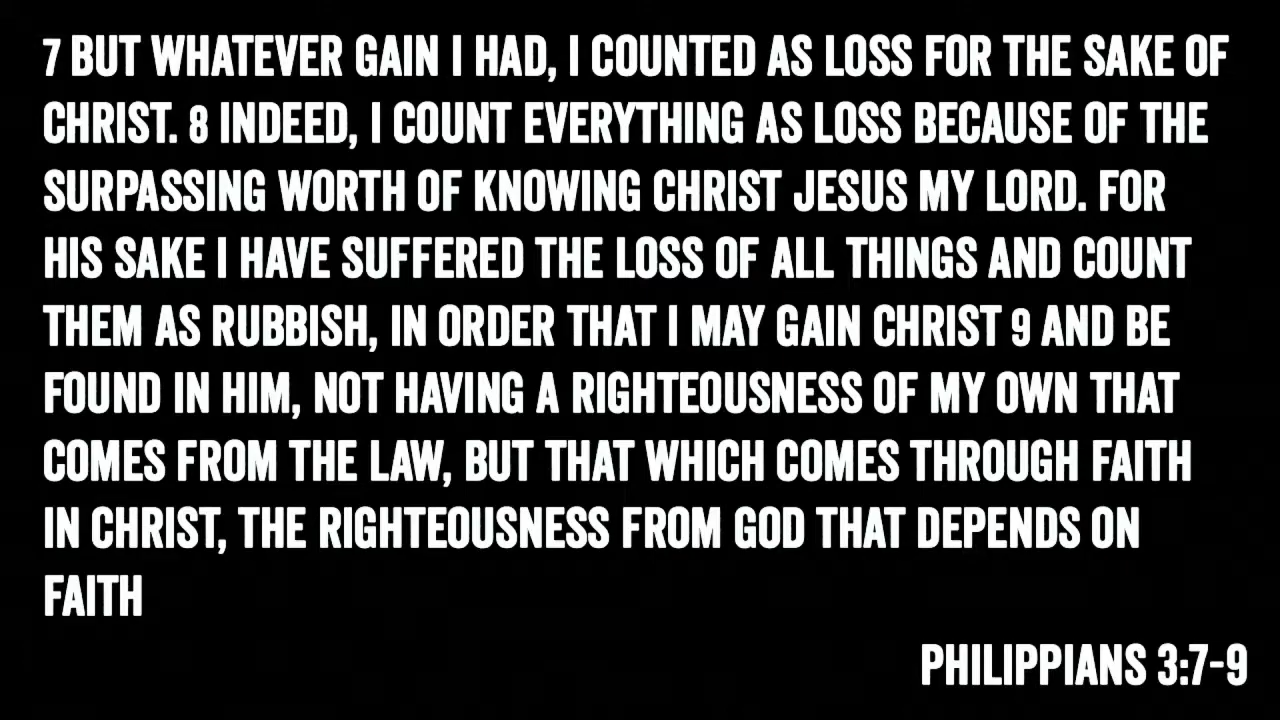 7 BUT WHATEVER GAIN I HAD, I COUNTED AS LOSS FOR THE SAKE OF
CHRIST. 8 INDEED, I COUNT EVERYTHING AS LOSS BECAUSE OF THE
SURPASSING WORTH OF KNOWING CHRIST JESUS MY LORD. FOR
HIS SAKE I HAVE SUFFERED THE LOSS OF ALL THINGS AND COUNT
THEM AS RUBBISH, IN ORDER THAT I MAY GAIN CHRIST 9 AND BE
FOUND IN HIM, NOT HAVING A RIGHTEOUSNESS OF MY OWN THAT
COMES FROM THE LAW, BUT THAT WHICH COMES THROUGH FAITH
IN CHRIST, THE RIGHTEOUSNESS FROM GOD THAT DEPENDS ON
FAITH
PHILIPPIANS 3:7-9